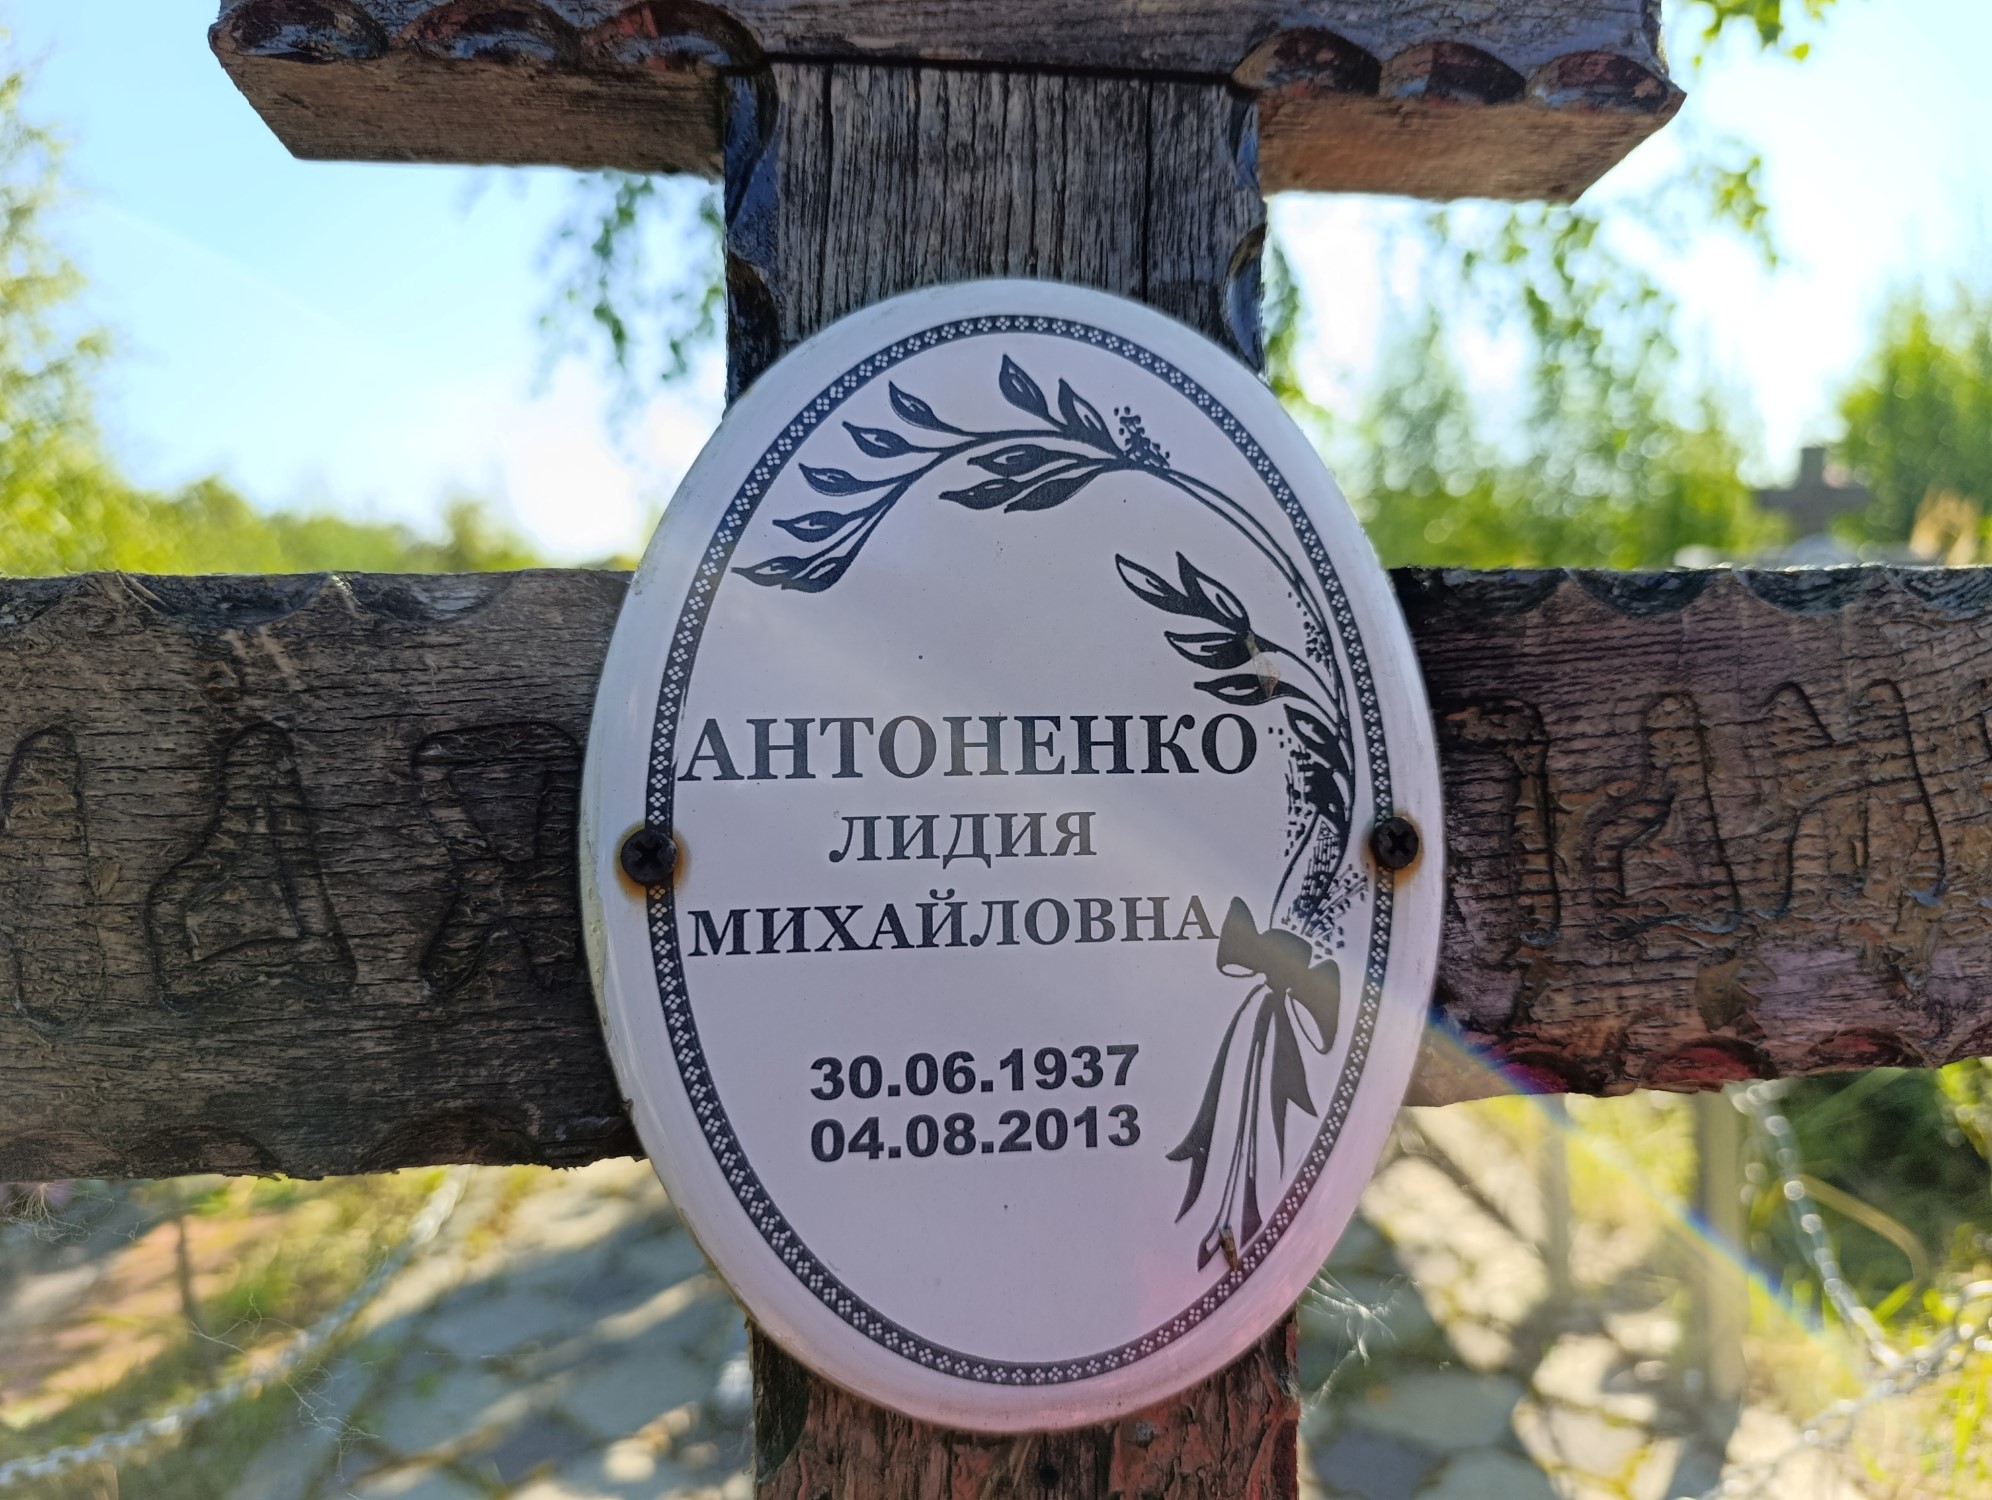 АНТОНЕНКО
ЛИДИЯ
МИХАЙЛОВНА
30.06.1937
04.08.2013